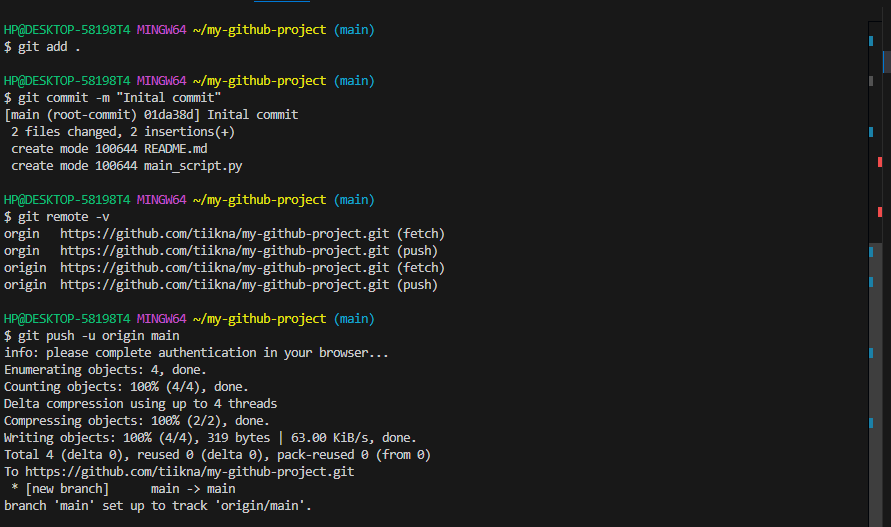 HP@DESKTOP-58198T4 MINGW64 ~/my-github-project (main)
$ git add .
HP@DESKTOP-58198T4 MINGW64 ~/my-github-project (main)
$ git commit -m "Inital commit"
[main (root-commit) 01da38d] Inital commit
 2 files changed, 2 insertions(+)
 create mode 100644 README.md
 create mode 100644 main_script.py
HP@DESKTOP-58198T4 MINGW64 ~/my-github-project (main)
$ git remote -v
orgin   https://github.com/tiikna/my-github-project.git (fetch)
orgin   https://github.com/tiikna/my-github-project.git (push)
origin  https://github.com/tiikna/my-github-project.git (fetch)
origin  https://github.com/tiikna/my-github-project.git (push)
HP@DESKTOP-58198T4 MINGW64 ~/my-github-project (main)
$ git push -u origin main
info: please complete authentication in your browser...
Enumerating objects: 4, done.
Counting objects: 100% (4/4), done.
Delta compression using up to 4 threads
Compressing objects: 100% (2/2), done.
Writing objects: 100% (4/4), 319 bytes | 63.00 KiB/s, done.
Total 4 (delta 0), reused 0 (delta 0), pack-reused 0 (from 0)
To https://github.com/tiikna/my-github-project.git
 * [new branch]      main -> main
branch 'main' set up to track 'origin/main'.